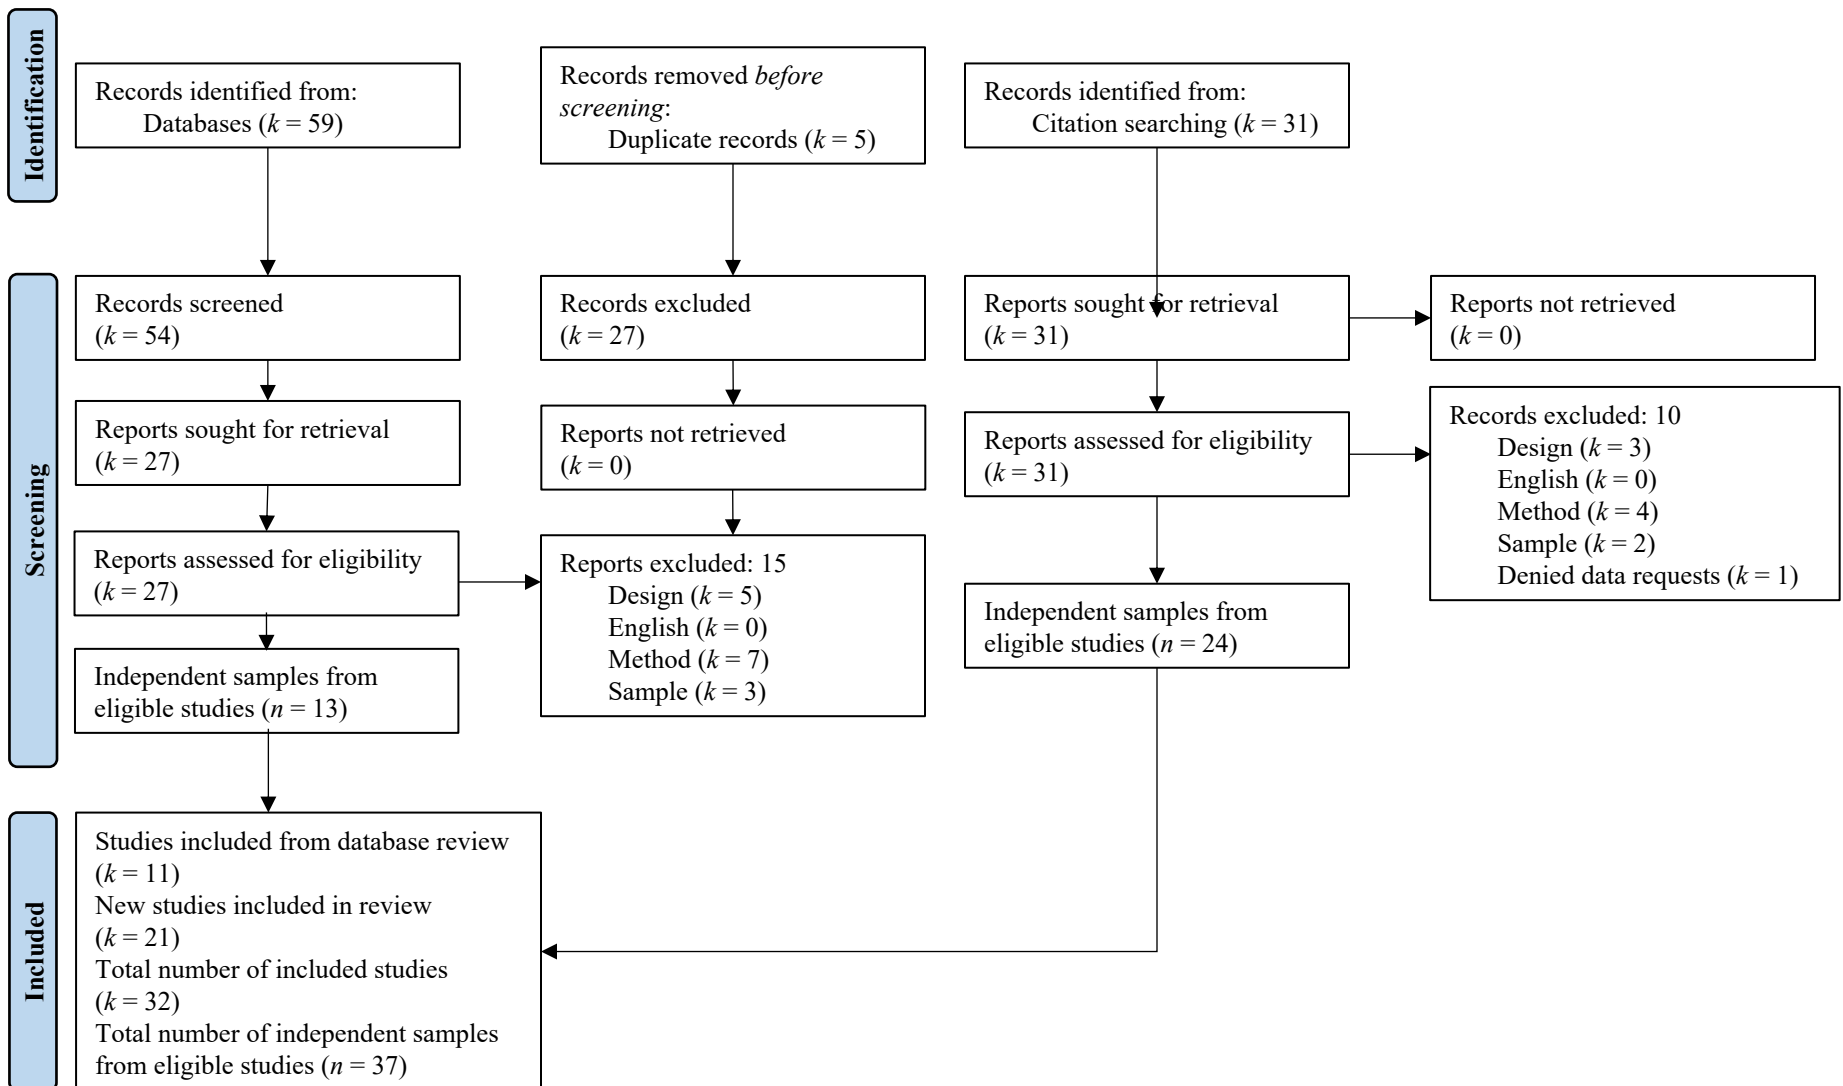 Identification
Records identified from:
Databases (k = 59)
Records removed before
screening:
Duplicate records (k = 5)
Records identified from:
Citation searching (k = 31)
Screening
Records screened
(k = 54)
Records excluded
(k = 27)
Reports sought for retrieval
(k = 31)
Reports not retrieved
(k = 0)
Reports sought for retrieval
(k = 27)
Reports not retrieved
(k = 0)
Reports assessed for eligibility
(k = 31)
Records excluded: 10
Design (k = 3)
English (k = 0)
Method (k = 4)
Sample (k = 2)
Denied data requests (k = 1)
Reports assessed for eligibility
(k = 27)
Reports excluded: 15
Design (k = 5)
English (k = 0)
Method (k = 7)
Sample (k = 3)
Independent samples from
eligible studies (n = 24)
Independent samples from
eligible studies (n = 13)
Included
Studies included from database review
(k = 11)
New studies included in review
(k = 21)
Total number of included studies
(k = 32)
Total number of independent samples
from eligible studies (n = 37)